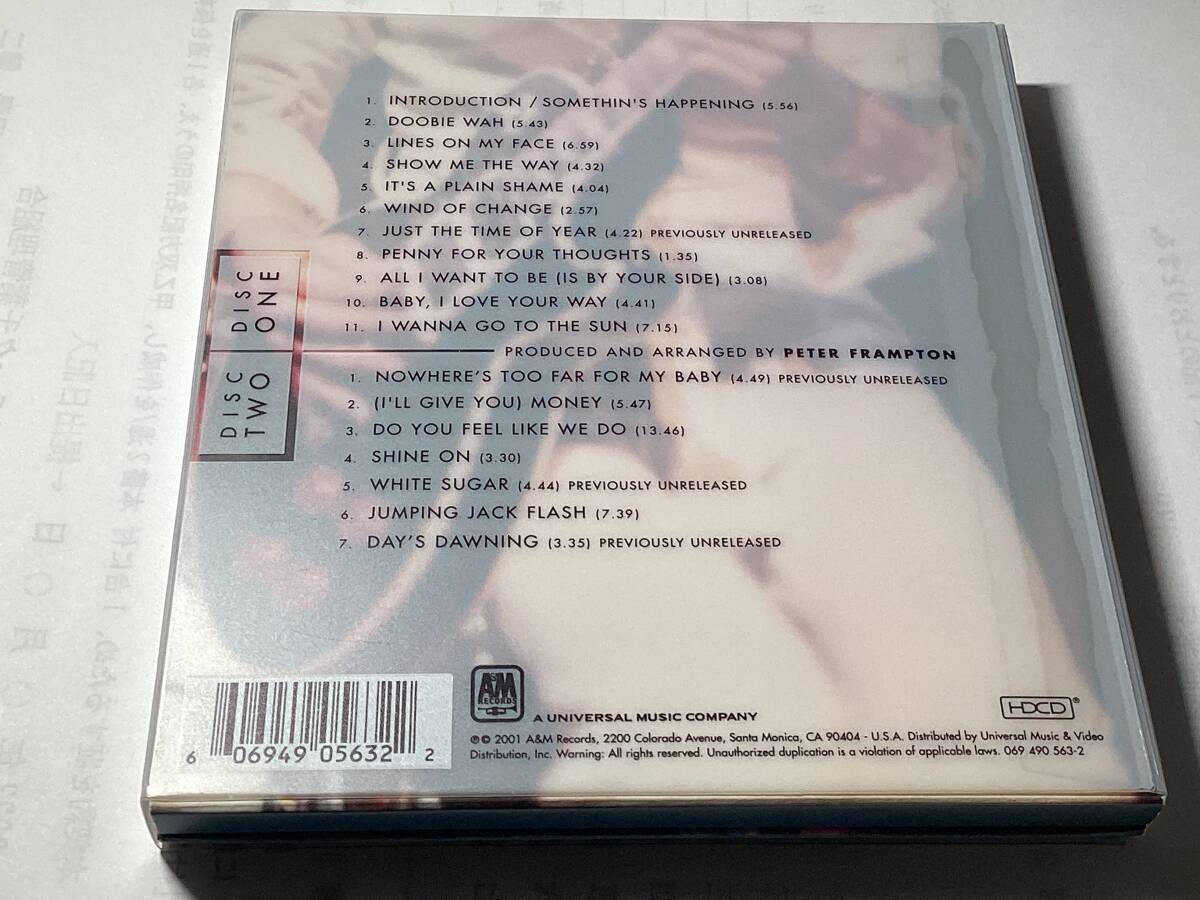 1. INTRODUCTION / SOMETHIN'S HAPPENING (5.56)
2. DOOBIE WAH (5.43)
3. LINES ON MY FACE (6.59)
4. SHOW ME THE WAY (4.32)
5. IT'S A PLAIN SHAME (4.04)
6. WIND OF CHANGE (2.57)
7. JUST THE TIME OF YEAR (4.22) PREVIOUSLY UNRELEASED
8. PENNY FOR YOUR THOUGHTS (1.35)
9. ALL I WANT TO BE (IS BY YOUR SIDE) (3.08)
10. BABY, I LOVE YOUR WAY (4.41)
11. I WANNA GO TO THE SUN (7.15)
DISC
ONE
PRODUCED AND ARRANGED BY PETER FRAMPTON
DISC
TWO
1. NOWHERE'S TOO FAR FOR MY BABY (4.49) PREVIOUSLY UNRELEASED
2. (I'LL GIVE YOU) MONEY (5.47)
3. DO YOU FEEL LIKE WE DO (13.46)
4. SHINE ON (3.30)
5. WHITE SUGAR (4.44) PREVIOUSLY UNRELEASED
6. JUMPING JACK FLASH (7.39)
7. DAY'S DAWNING (3.35) PREVIOUSLY UNRELEASED
6 06949 05632 2
A&M
RECORDS
A UNIVERSAL MUSIC COMPANY
HDCD®
℗© 2001 A&M Records, 2200 Colorado Avenue, Santa Monica, CA 90404 - U.S.A. Distributed by Universal Music & Video
Distribution, Inc. Warning: All rights reserved. Unauthorized duplication is a violation of applicable laws. 069 490 563-2